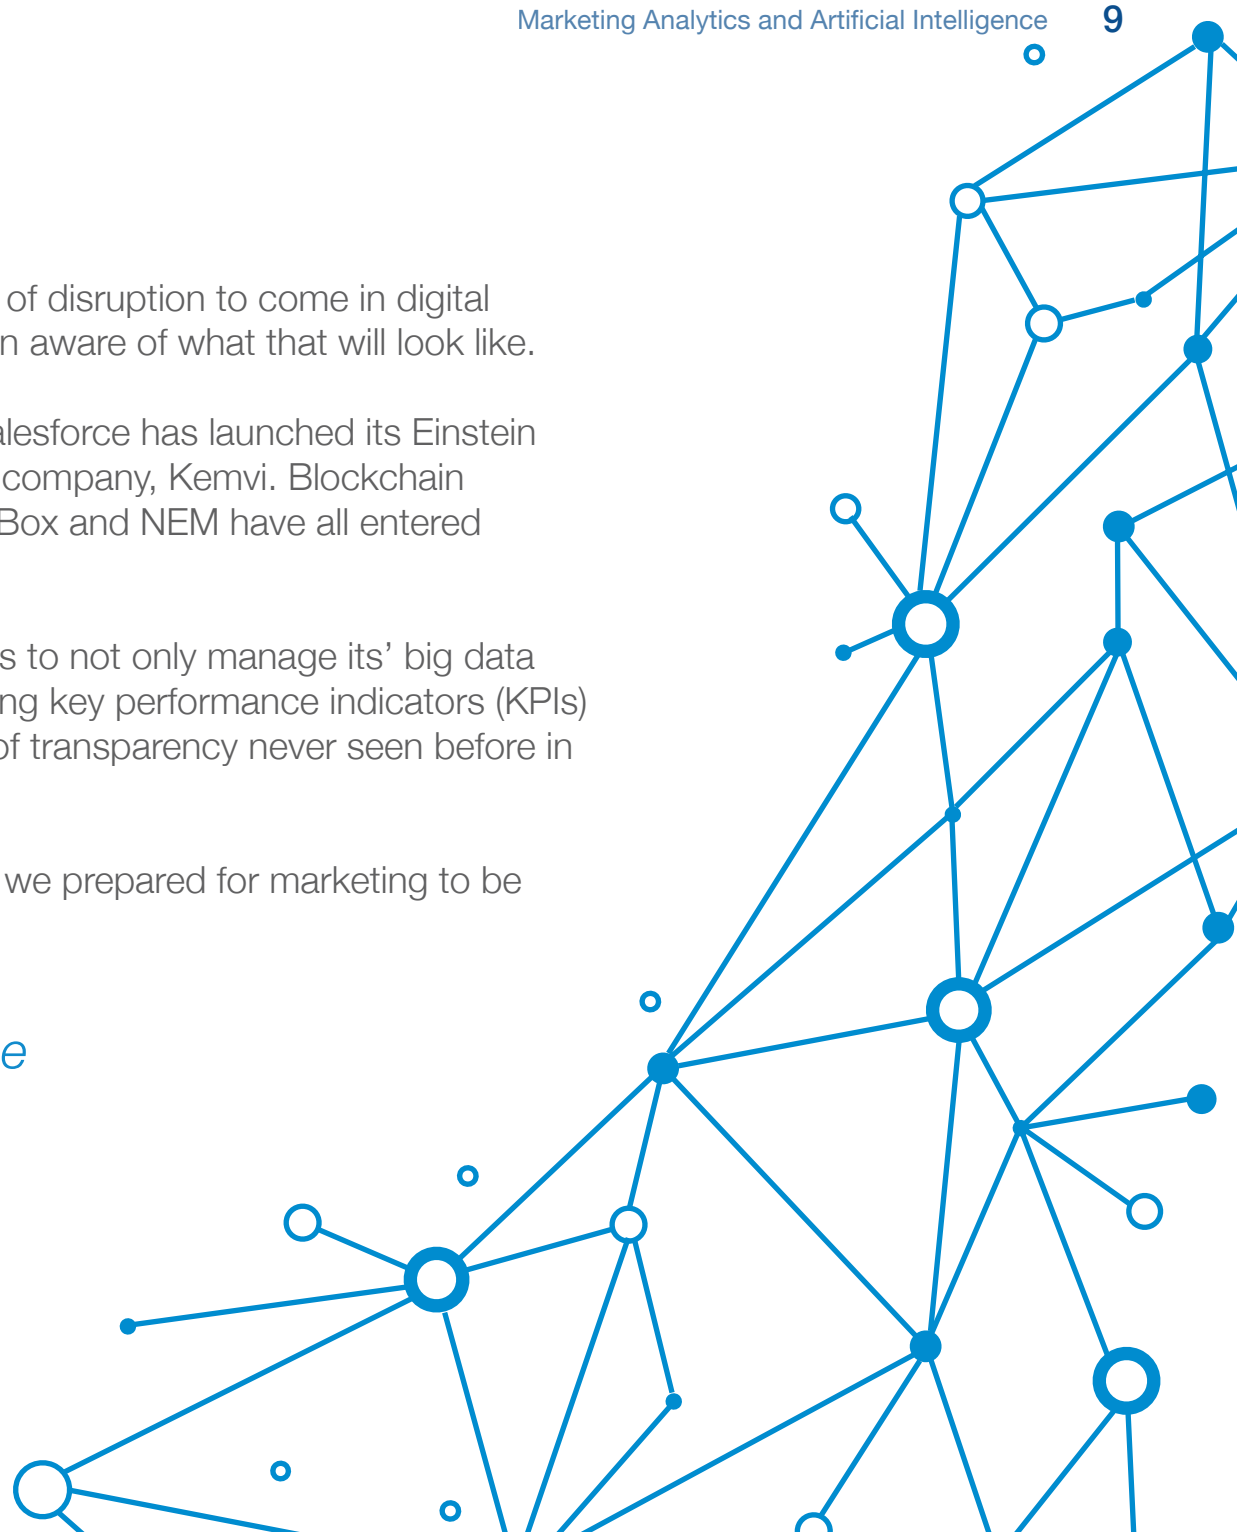 Marketing Analytics and Artificial Intelligence 9
of disruption to come in digital
n aware of what that will look like.
alesforce has launched its Einstein
company, Kemvi. Blockchain
Box and NEM have all entered
s to not only manage its’ big data
ng key performance indicators (KPIs)
of transparency never seen before in
we prepared for marketing to be
e